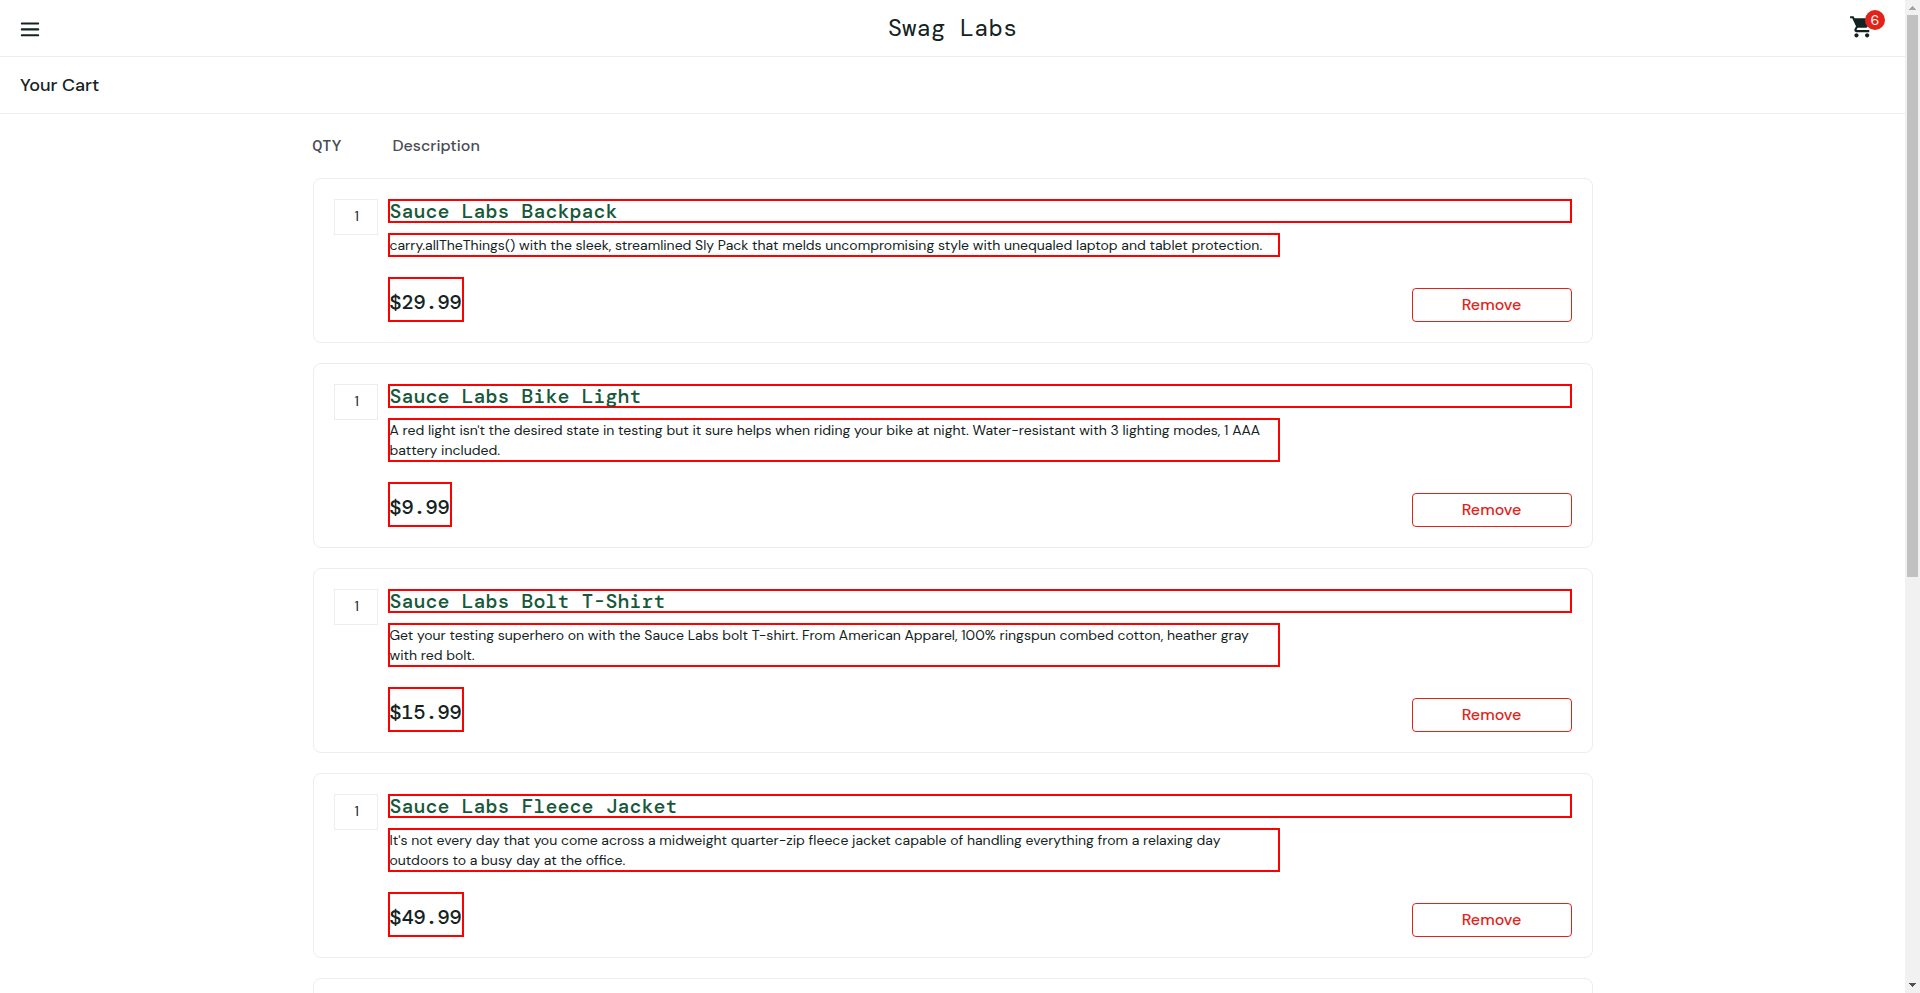 Swag Labs
6
Your Cart
QTY Description
1 Sauce Labs Backpack
carry.allTheThings() with the sleek, streamlined Sly Pack that melds uncompromising style with unequaled laptop and tablet protection.
$29.99 Remove
1 Sauce Labs Bike Light
A red light isn't the desired state in testing but it sure helps when riding your bike at night. Water-resistant with 3 lighting modes, 1 AAA
battery included.
$9.99 Remove
1 Sauce Labs Bolt T-Shirt
Get your testing superhero on with the Sauce Labs bolt T-shirt. From American Apparel, 100% ringspun combed cotton, heather gray
with red bolt.
$15.99 Remove
1 Sauce Labs Fleece Jacket
It's not every day that you come across a midweight quarter-zip fleece jacket capable of handling everything from a relaxing day
outdoors to a busy day at the office.
$49.99 Remove